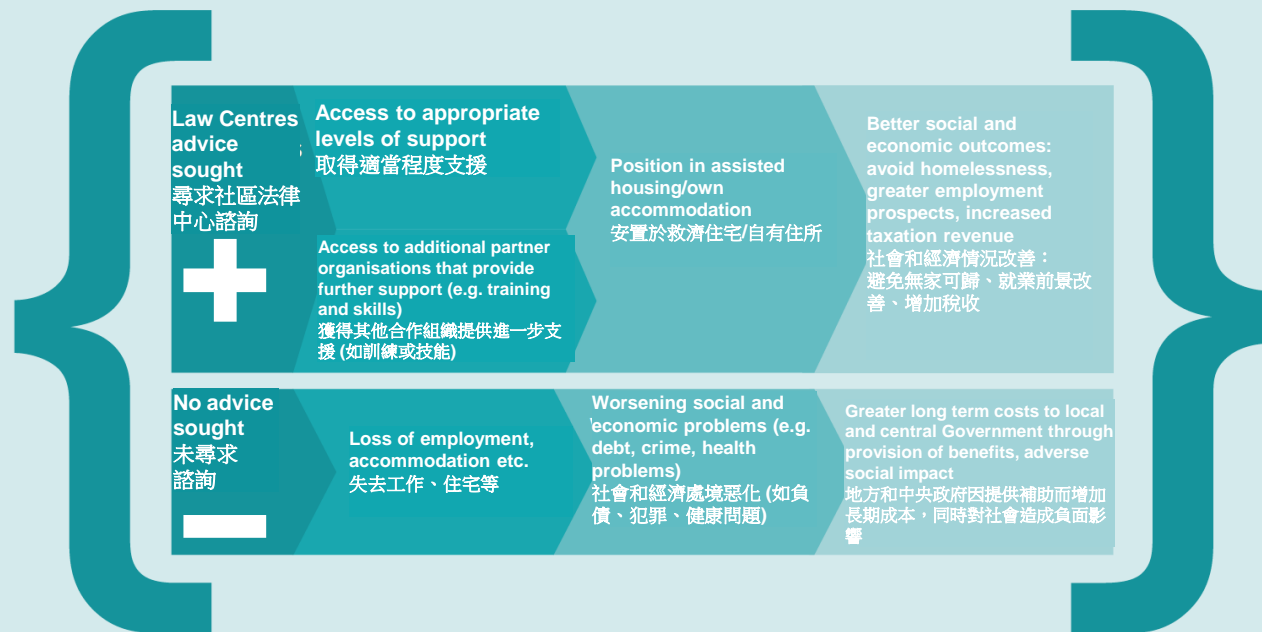 Law Centres
advice
sought
尋求社區法律
中心諮詢
Access to appropriate
levels of support
取得適當程度支援
Access to additional partner
organisations that provide
further support (e.g. training
and skills)
獲得其他合作組織提供進一步支
援 (如訓練或技能)
Position in assisted
housing/own
accommodation
安置於救濟住宅/自有住所
Better social and
economic outcomes:
avoid homelessness,
greater employment
prospects, increased
taxation revenue
社會和經濟情況改善：
避免無家可歸、就業前景改
善、增加稅收
No advice
sought
未尋求
諮詢
Loss of employment,
accommodation etc.
失去工作、住宅等
Worsening social and
economic problems (e.g.
debt, crime, health
problems)
社會和經濟處境惡化 (如負
債、犯罪、健康問題)
Greater long term costs to local
and central Government through
provision of benefits, adverse
social impact
地方和中央政府因提供補助而增加
長期成本，同時對社會造成負面影
響